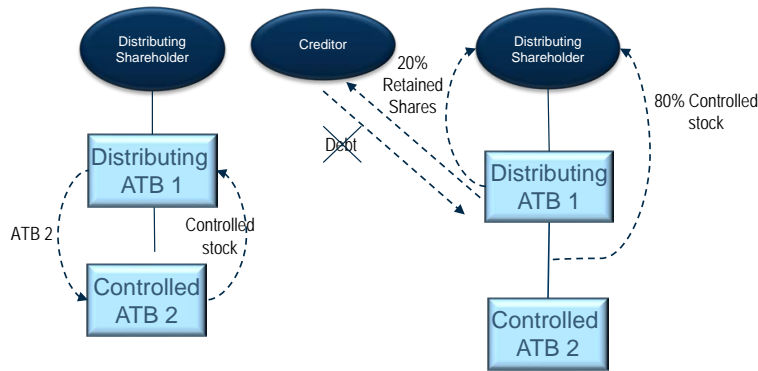 Distributing
Shareholder
Distributing
ATB 1
ATB 2
Controlled
stock
Controlled
ATB 2
Creditor
Debt
20%
Retained
Shares
Distributing
Shareholder
80% Controlled
stock
Distributing
ATB 1
Controlled
ATB 2